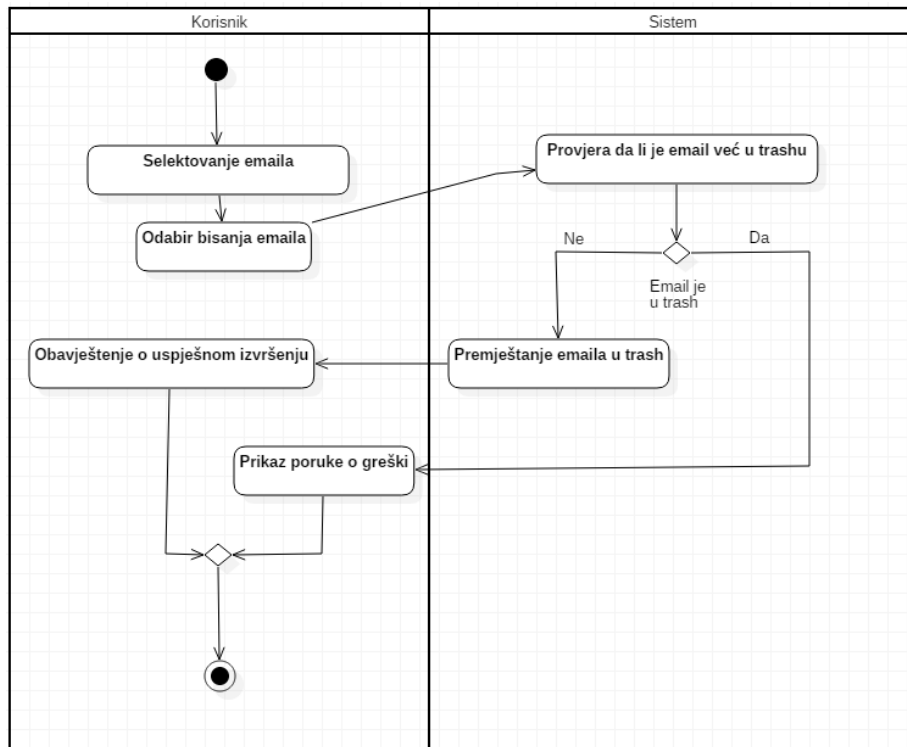 Korisnik
Sistem
Selektovanje emaila
Provjera da li je email već u trashu
Odabir bisanja emaila
Ne
Da
Email je
u trash
Obavještenje o uspješnom izvršenju
Premještanje emaila u trash
Prikaz poruke o greški